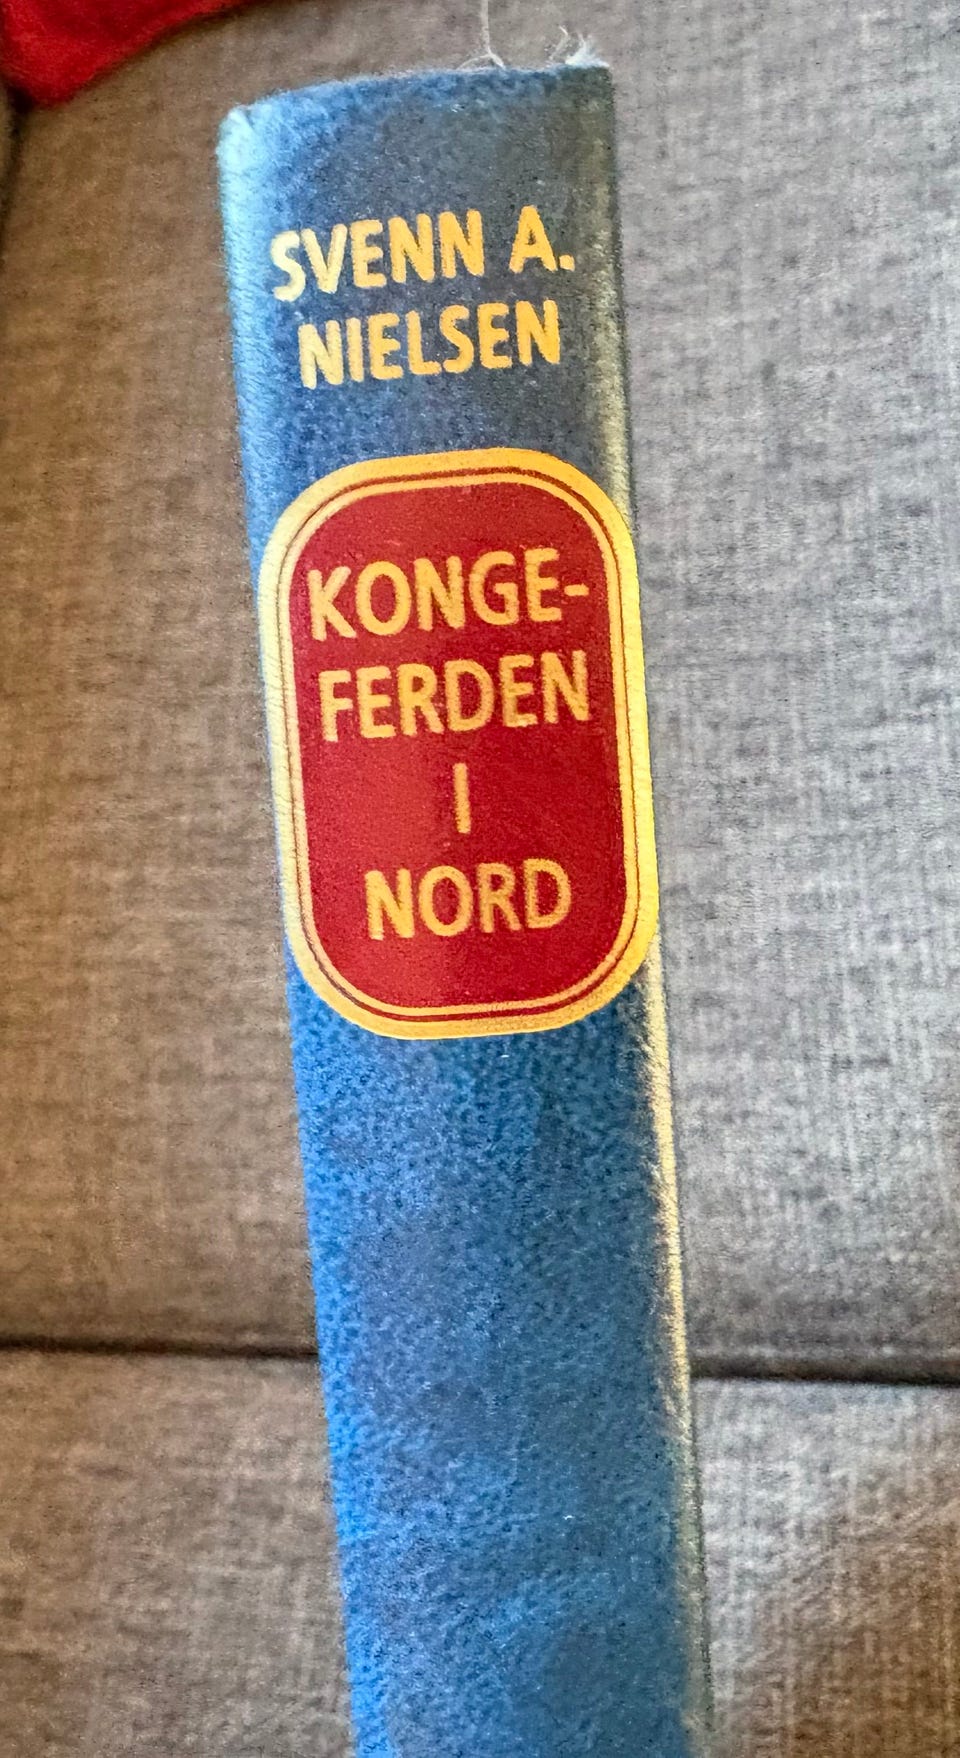 SVENN A.
NIELSEN
KONGE-
FERDEN
I
NORD